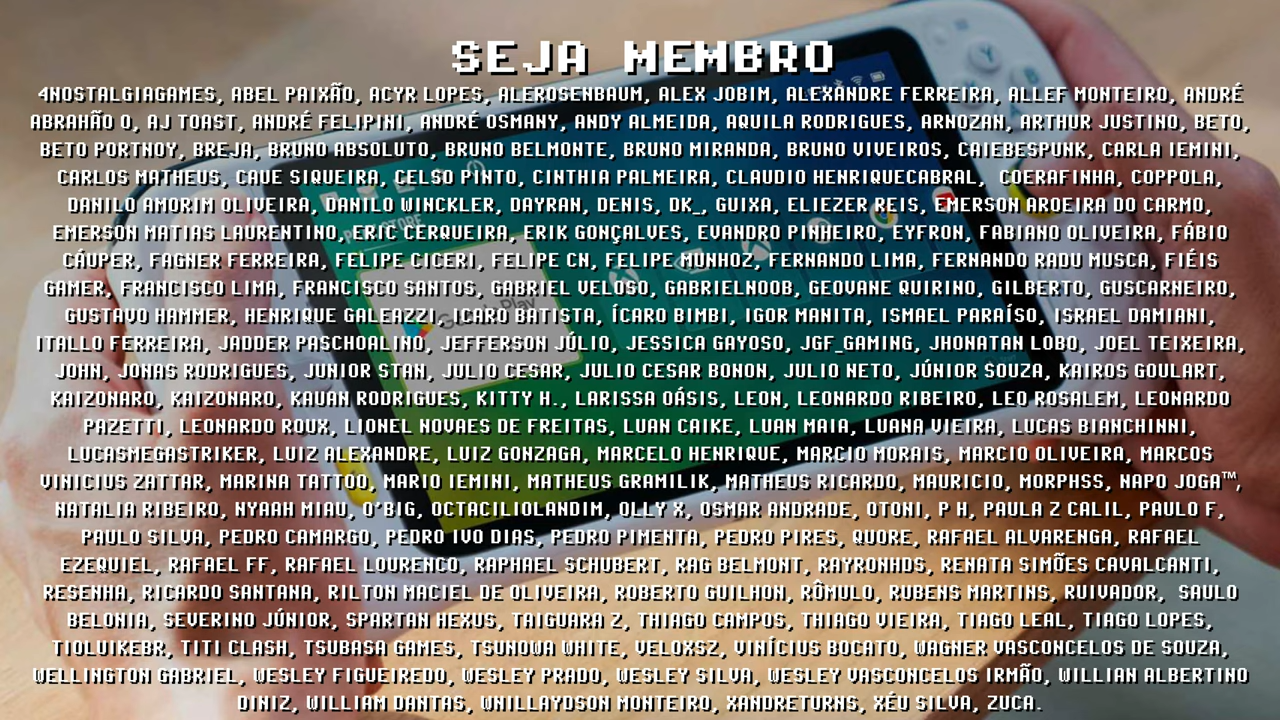 SEJA MEMBRO
4NOSTALGIAGAMES, ABEL PAIXÃO, ACYR LOPES, ALEROSENBAUM, ALEX JOBIM, ALEXANDRE FERREIRA, ALLEF MONTEIRO, ANDRÉ
ABRAHÃO O, AJ TOAST, ANDRÉ FELIPINI, ANDRÉ OSMANY, ANDY ALMEIDA, AQUILA RODRIGUES, ARNOZAN, ARTHUR JUSTINO, BETO,
BETO PORTNOY, BREJA, BRUNO ABSOLUTO, BRUNO BELMONTE, BRUNO MIRANDA, BRUNO VIVEIROS, CAIEBESPUNK, CARLA IEMINI,
CARLOS MATHEUS, CAUE SIQUEIRA, CELSO PINTO, CINTHIA PALMEIRA, CLAUDIO HENRIQUECABRAL, COERAFINHA, COPPOLA,
DANILO AMORIM OLIVEIRA, DANILO WINCKLER, DAYRAN, DENIS, DK_, GUIXA, ELIEZER REIS, EMERSON AROEIRA DO CARMO,
EMERSON MATIAS LAURENTINO, ERIC CERQUEIRA, ERIK GONÇALVES, EVANDRO PINHEIRO, EYFRON, FABIANO OLIVEIRA, FÁBIO
CÁUPER, FAGNER FERREIRA, FELIPE CICERI, FELIPE CN, FELIPE MUNHOZ, FERNANDO LIMA, FERNANDO RADU MUSCA, FIÉIS
GAMER, FRANCISCO LIMA, FRANCISCO SANTOS, GABRIEL VELOSO, GABRIELNOOB, GEOVANE QUIRINO, GILBERTO, GUSCARNEIRO,
GUSTAVO HAMMER, HENRIQUE GALEAZZI, ICARO BATISTA, ÍCARO BIMBI, IGOR MANITA, ISMAEL PARAÍSO, ISRAEL DAMIANI,
ITALLO FERREIRA, JADDER PASCHOALINO, JEFFERSON JÚLIO, JESSICA GAYOSO, JGF_GAMING, JHONATAN LOBO, JOEL TEIXEIRA,
JOHN, JONAS RODRIGUES, JUNIOR STAN, JULIO CESAR, JULIO CESAR BONON, JULIO NETO, JÚNIOR SOUZA, KAIROS GOULART,
KAIZONARO, KAIZONARO, KAUAN RODRIGUES, KITTY H., LARISSA OÁSIS, LEON, LEONARDO RIBEIRO, LEO ROSALEM, LEONARDO
PAZETTI, LEONARDO ROUX, LIONEL NOVAES DE FREITAS, LUAN CAIKE, LUAN MAIA, LUANA VIEIRA, LUCAS BIANCHINNI,
LUCASMEGASTRIKER, LUIZ ALEXANDRE, LUIZ GONZAGA, MARCELO HENRIQUE, MARCIO MORAIS, MARCIO OLIVEIRA, MARCOS
VINICIUS ZATTAR, MARINA TATTOO, MARIO IEMINI, MATHEUS GRAMILIK, MATHEUS RICARDO, MAURICIO, MORPHSS, NAPO JOGA™,
NATALIA RIBEIRO, NYAAH MIAU, O'BIG, OCTACILIOLANDIM, OLLY X, OSMAR ANDRADE, OTONI, P H, PAULA Z CALIL, PAULO F,
PAULO SILVA, PEDRO CAMARGO, PEDRO IVO DIAS, PEDRO PIMENTA, PEDRO PIRES, QUORE, RAFAEL ALVARENGA, RAFAEL
EZEQUIEL, RAFAEL FF, RAFAEL LOURENCO, RAPHAEL SCHUBERT, RAG BELMONT, RAYRONHDS, RENATA SIMÕES CAVALCANTI,
RESENHA, RICARDO SANTANA, RILTON MACIEL DE OLIVEIRA, ROBERTO GUILHON, RÔMULO, RUBENS MARTINS, RUIVADOR, SAULO
BELONIA, SEVERINO JÚNIOR, SPARTAN HEXUS, TAIGUARA Z, THIAGO CAMPOS, THIAGO VIEIRA, TIAGO LEAL, TIAGO LOPES,
TIOLUIKEBR, TITI CLASH, TSUBASA GAMES, TSUNOWA WHITE, VELOXSZ, VINÍCIUS BOCATO, WAGNER VASCONCELOS DE SOUZA,
WELLINGTON GABRIEL, WESLEY FIGUEIREDO, WESLEY PRADO, WESLEY SILVA, WESLEY VASCONCELOS IRMÃO, WILLIAN ALBERTINO
DINIZ, WILLIAM DANTAS, WNILLAYDSON MONTEIRO, XANDRETURNS, XÉU SILVA, ZUCA.
Google Play